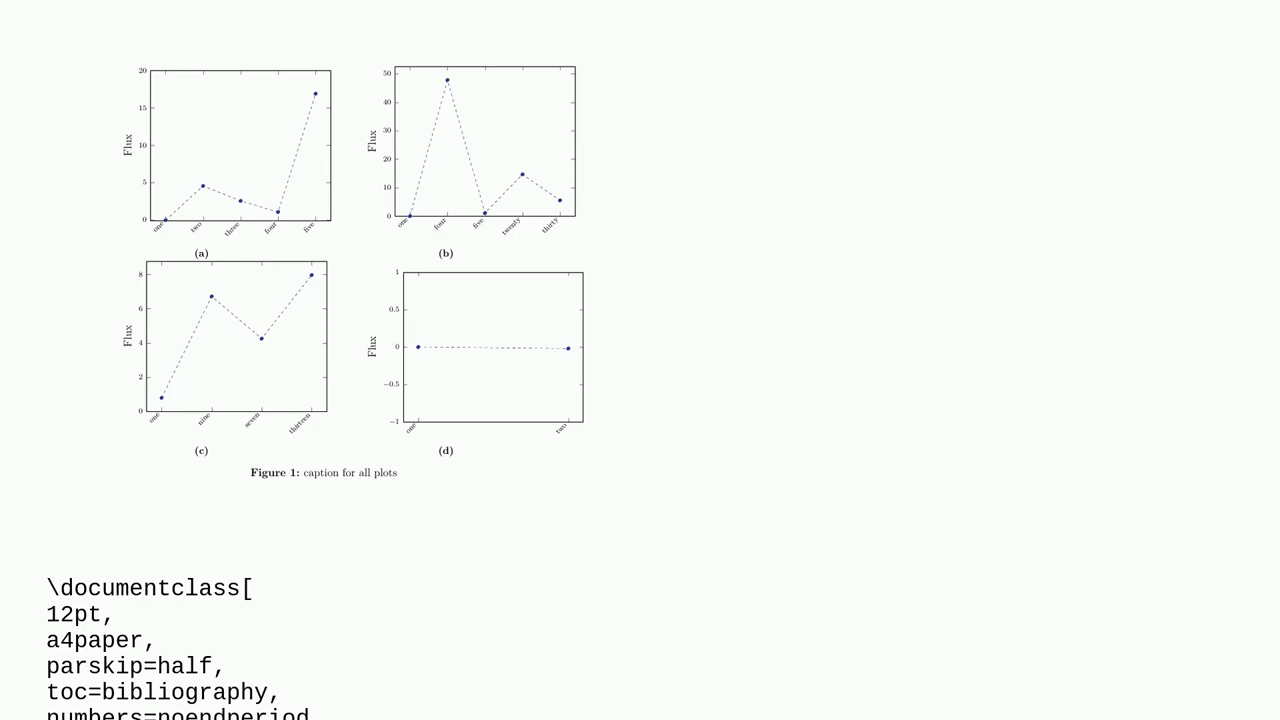 20
15
10
5
0
Flux
one
two
three
four
five
(a)
50
40
30
20
10
0
Flux
one
four
five
twenty
thirty
(b)
8
6
4
2
0
Flux
one
nine
seven
thirteen
(c)
1
0.5
0
−0.5
−1
Flux
one
two
(d)
Figure 1: caption for all plots
\documentclass[
12pt,
a4paper,
parskip=half,
toc=bibliography,
numbers=noendperiod